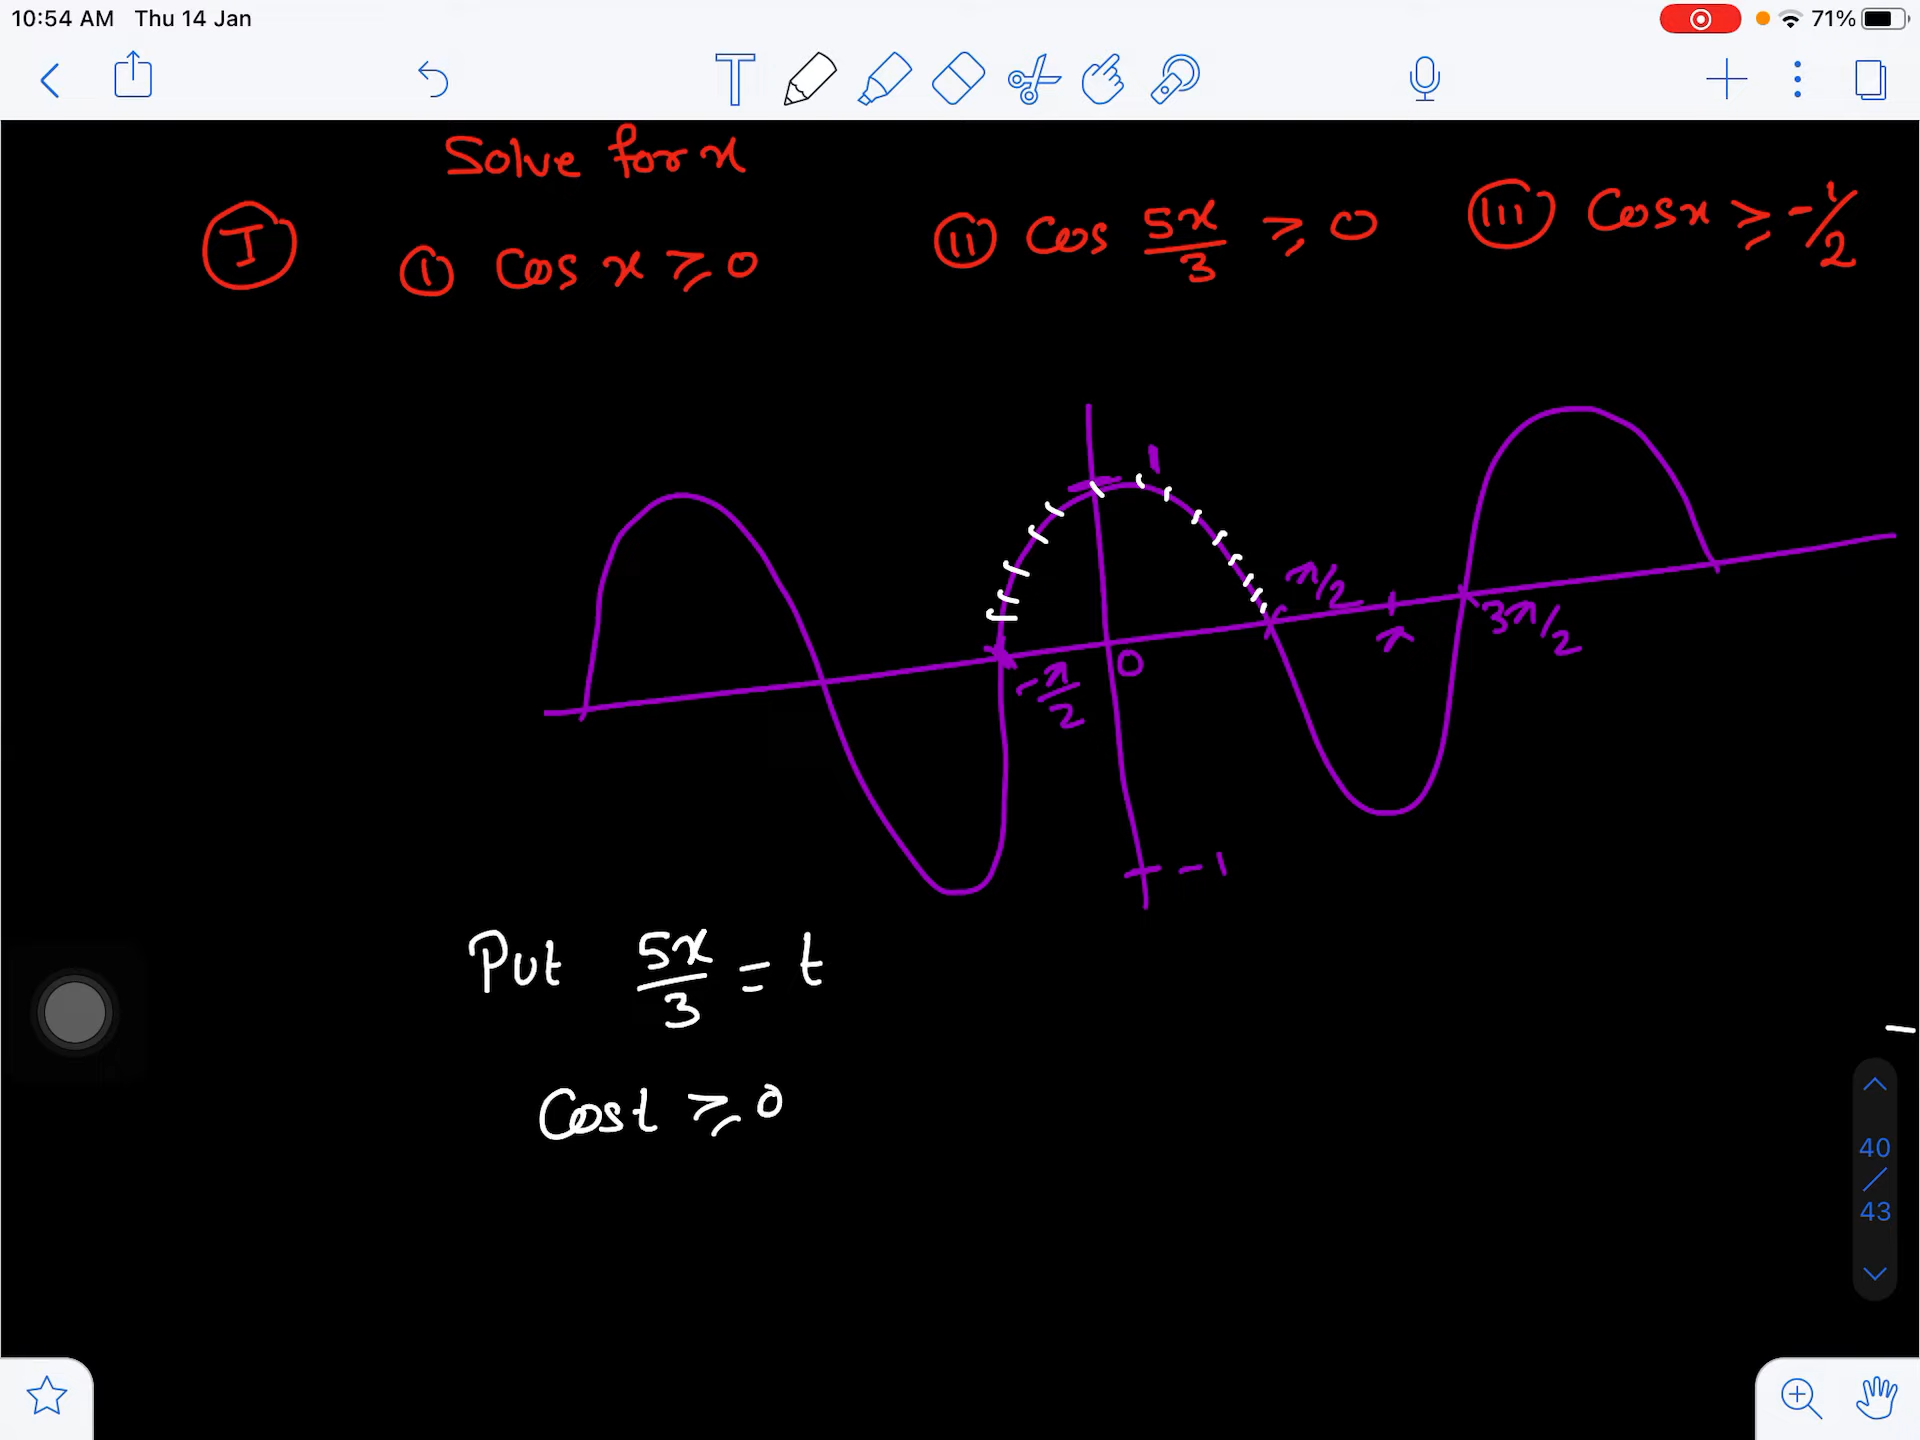 10:54 AM Thu 14 Jan 71%
Solve for x
I (i) Cos x ≥ 0 (ii) Cos 5x/3 ≥ 0 (iii) Cosx ≥ -1/2
1
π/2
π
3π/2
-π/2
0
-1
Put 5x/3 = t
Cost ≥ 0
40
/
43